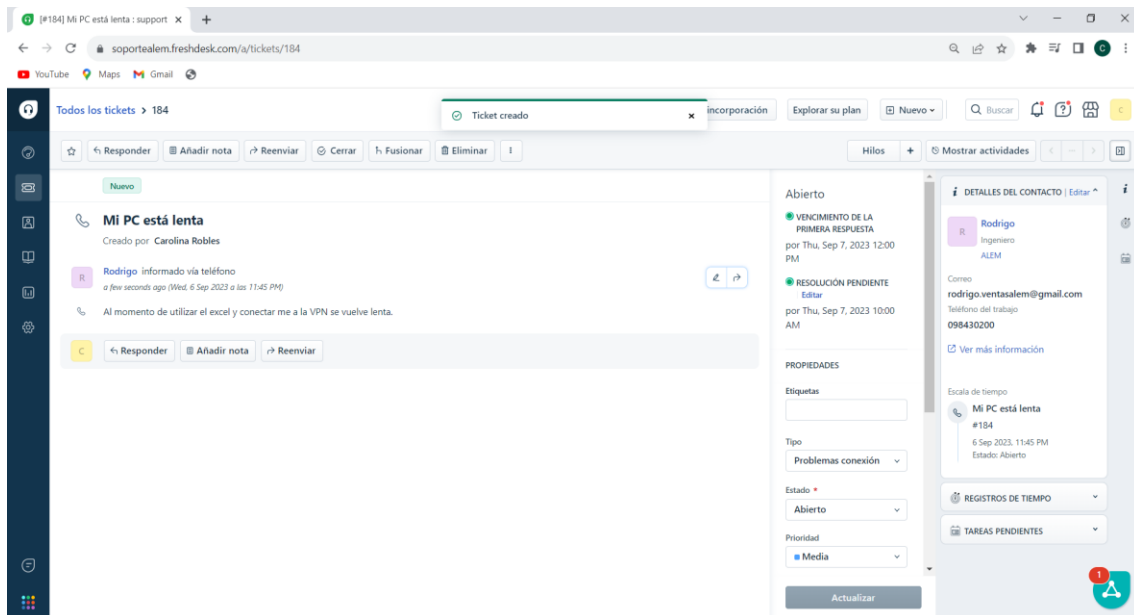 [#184] Mi PC está lenta : support
soportealem.freshdesk.com/a/tickets/184
C
YouTube Maps Gmail
Todos los tickets > 184
Ticket creado
incorporación
Explorar su plan
Nuevo
Buscar
C
Responder
Añadir nota
Reenviar
Cerrar
Fusionar
Eliminar
Hilos
Mostrar actividades
Nuevo
Mi PC está lenta
Creado por Carolina Robles
R
Rodrigo informado vía teléfono
a few seconds ago (Wed, 6 Sep 2023 a las 11:45 PM)
Al momento de utilizar el excel y conectar me a la VPN se vuelve lenta.
C
Responder
Añadir nota
Reenviar
Abierto
VENCIMIENTO DE LA
PRIMERA RESPUESTA
por Thu, Sep 7, 2023 12:00
PM
RESOLUCIÓN PENDIENTE
Editar
por Thu, Sep 7, 2023 10:00
AM
PROPIEDADES
Etiquetas
Tipo
Problemas conexión
Estado *
Abierto
Prioridad
Media
Actualizar
DETALLES DEL CONTACTO | Editar
R
Rodrigo
Ingeniero
ALEM
Correo
rodrigo.ventasalem@gmail.com
Teléfono del trabajo
098430200
Ver más información
Escala de tiempo
Mi PC está lenta
#184
6 Sep 2023, 11:45 PM
Estado: Abierto
REGISTROS DE TIEMPO
TAREAS PENDIENTES
1